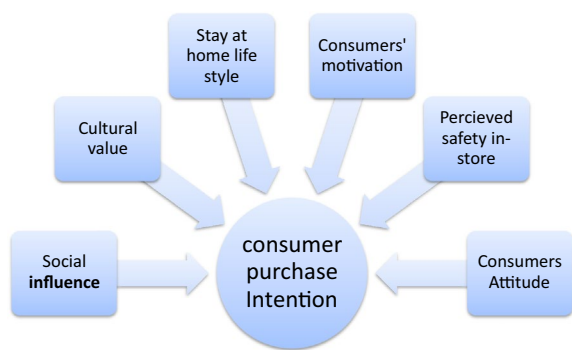 Stay at
home life
style
Consumers'
motivation
Cultural
value
Percieved
safety in-
store
Social
influence
consumer
purchase
Intention
Consumers
Attitude